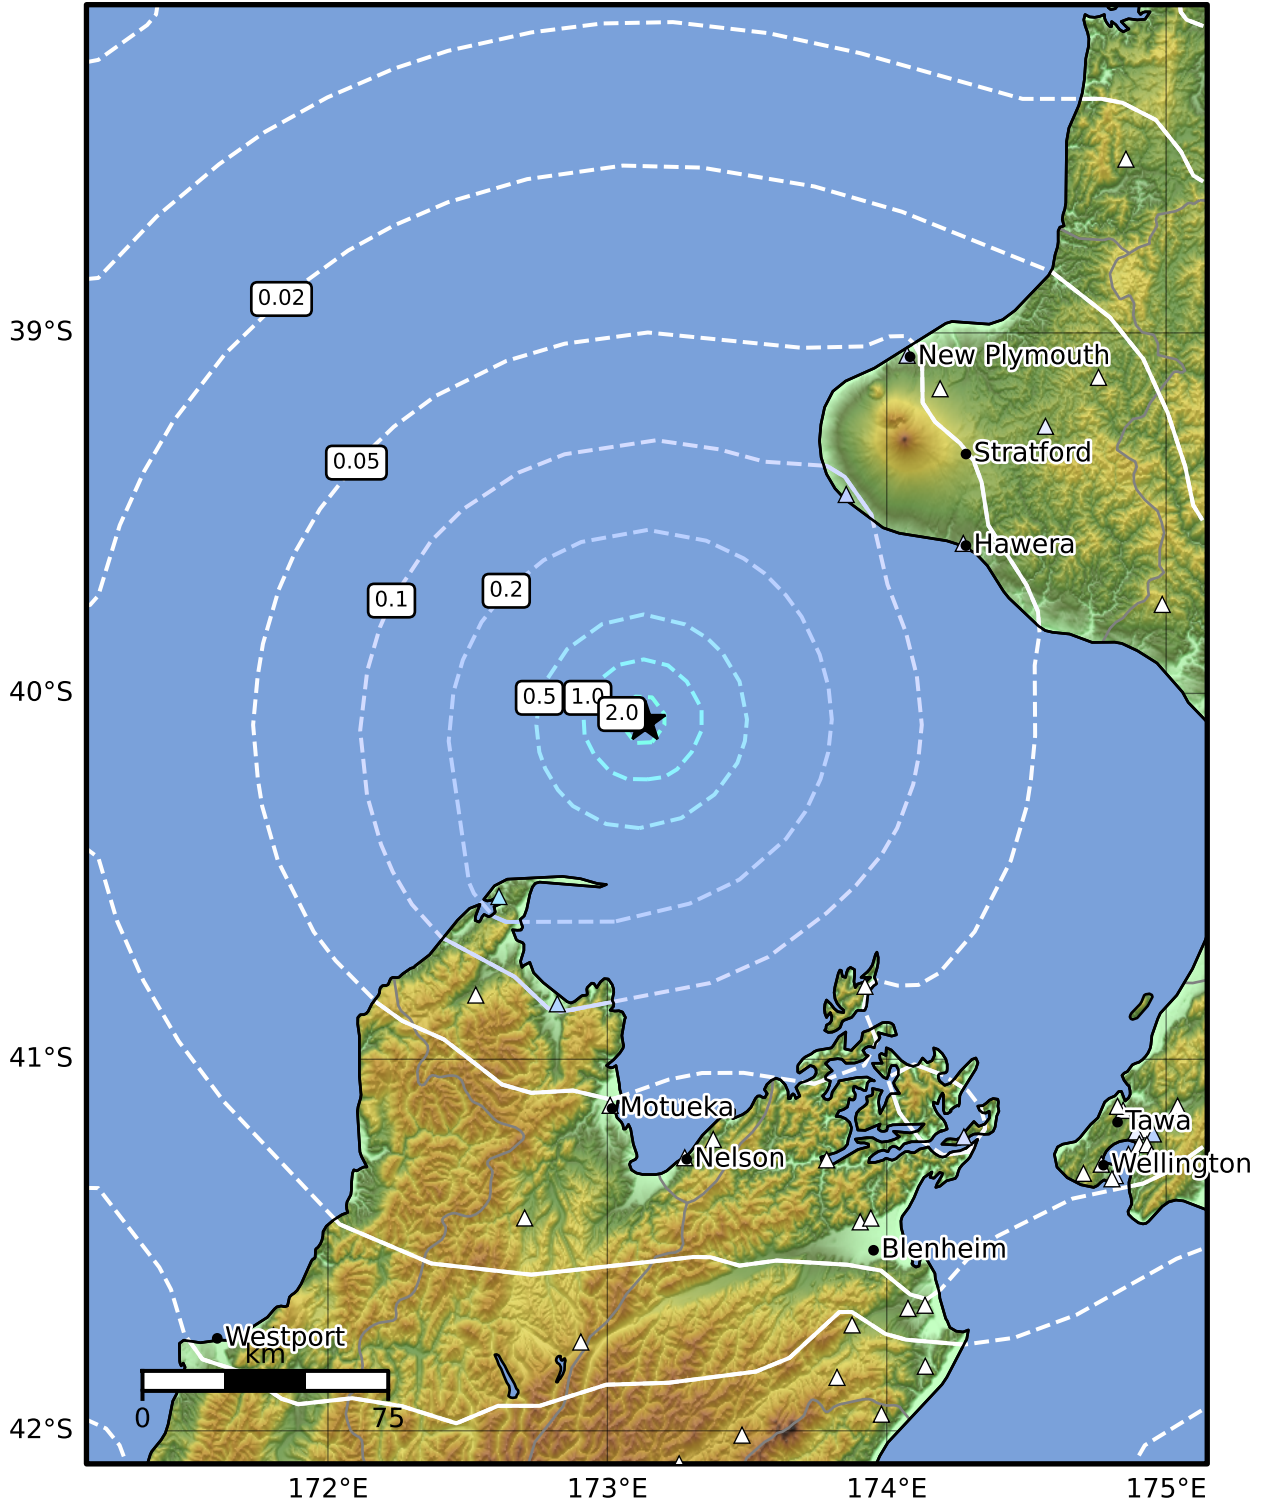 0.02
39°S
New Plymouth
Stratford
0.05
Hawera
0.2
0.1
40°S
0.5
1.0
2.0
41°S
Motueka
Tawa
Nelson
Wellington
Blenheim
Westport
km
0
75
42°S
172°E
173°E
174°E
175°E